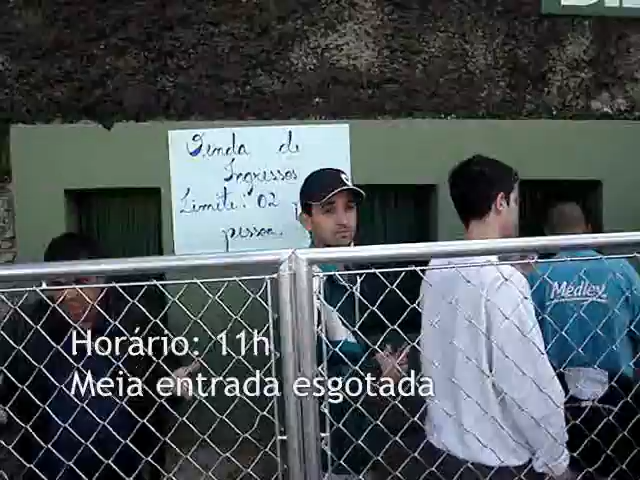 Venda de
Ingressos
Limite: 02 p
pessoa.
Medley
Horário: 11h
Meia entrada esgotada